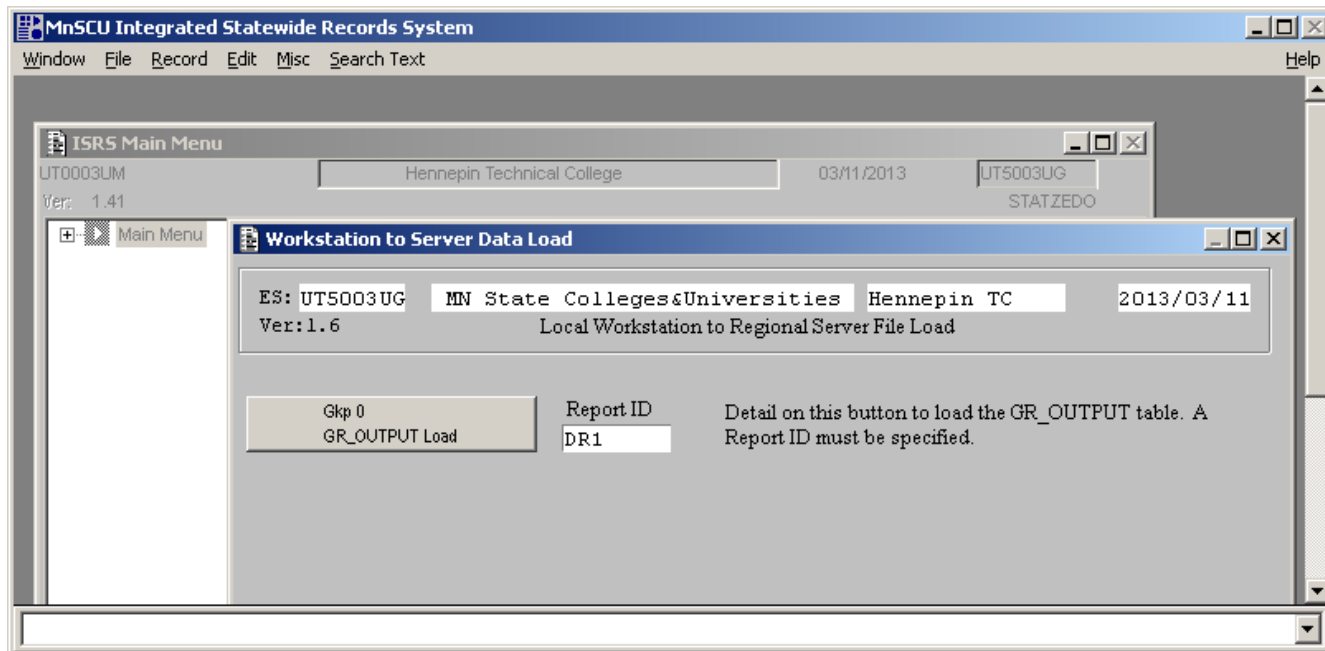 MnSCU Integrated Statewide Records System
Window File Record Edit Misc Search Text Help
ISRS Main Menu
UT0003UM Hennepin Technical College 03/11/2013 UT5003UG
Ver: 1.41 STATZEDO
Main Menu
Workstation to Server Data Load
ES: UT5003UG MN State Colleges&Universities Hennepin TC 2013/03/11
Ver:1.6 Local Workstation to Regional Server File Load
Gkp 0
GR_OUTPUT Load
Report ID
DR1
Detail on this button to load the GR_OUTPUT table. A
Report ID must be specified.